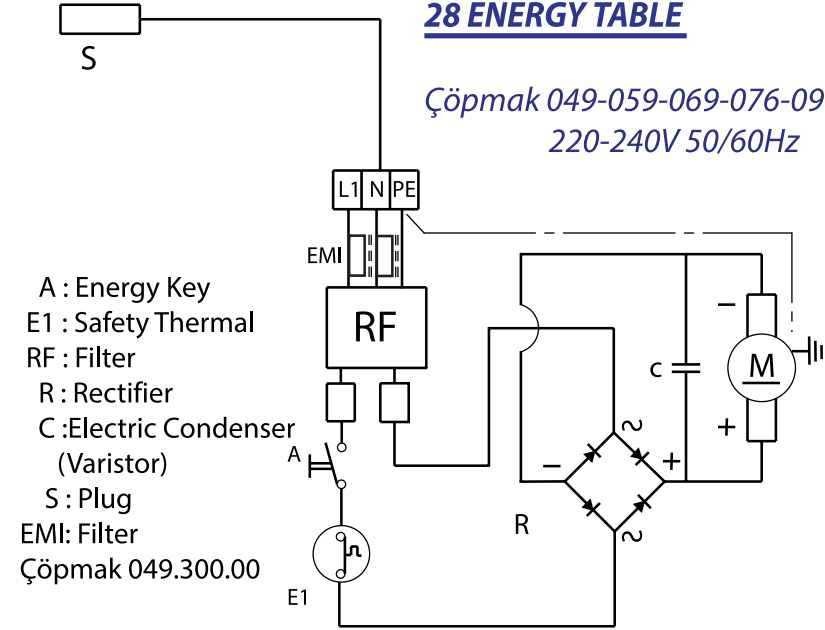 28 ENERGY TABLE
Çöpmak 049-059-069-076-09
220-240V 50/60Hz
S
L1 N PE
EMI
RF
A : Energy Key
E1 : Safety Thermal
RF : Filter
R : Rectifier
C :Electric Condenser
(Varistor)
S : Plug
EMI: Filter
Çöpmak 049.300.00
A
E1
R
~
~
−
+
c
−
M
+